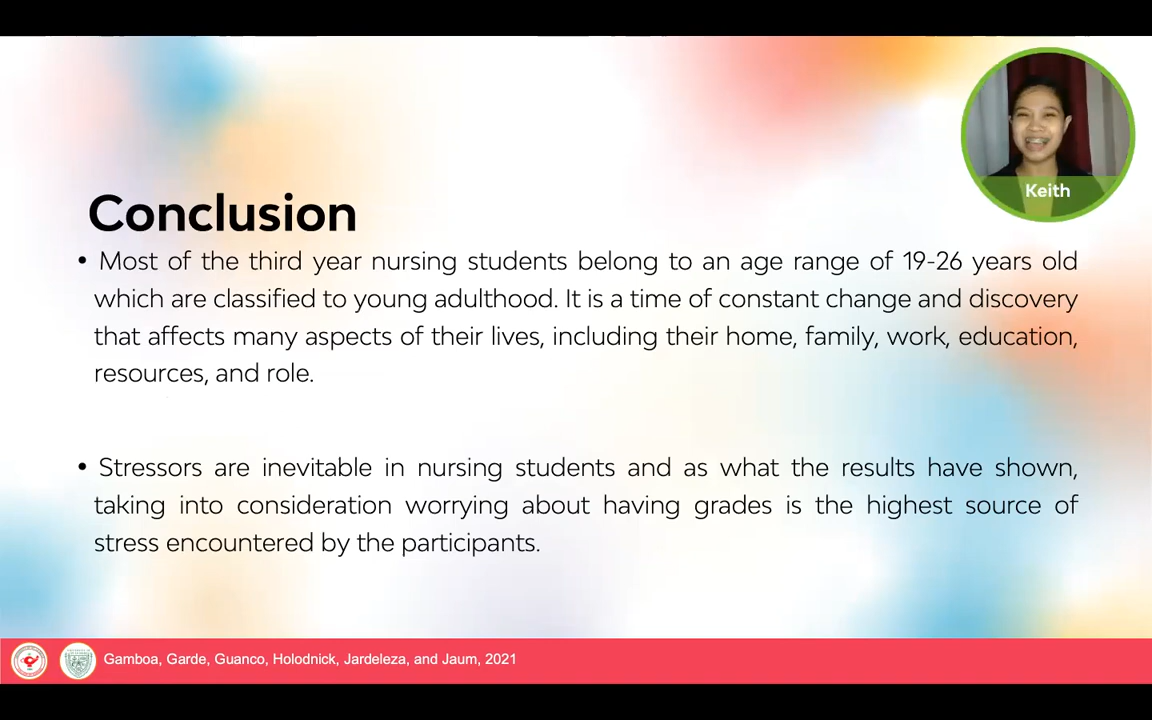 Keith
Conclusion
• Most of the third year nursing students belong to an age range of 19-26 years old
which are classified to young adulthood. It is a time of constant change and discovery
that affects many aspects of their lives, including their home, family, work, education,
resources, and role.
• Stressors are inevitable in nursing students and as what the results have shown,
taking into consideration worrying about having grades is the highest source of
stress encountered by the participants.
Gamboa, Garde, Guanco, Holodnick, Jardeleza, and Jaum, 2021